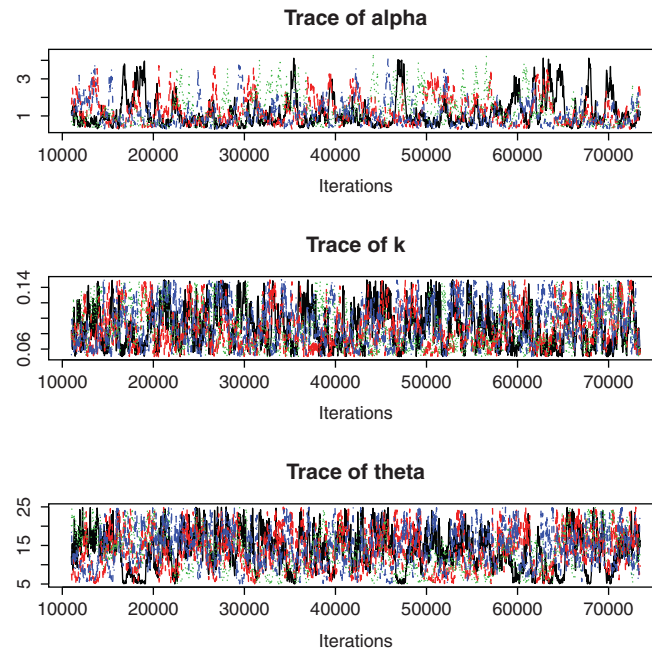 Trace of alpha
3
1
10000 20000 30000 40000 50000 60000 70000
Iterations
Trace of k
0.14
0.06
10000 20000 30000 40000 50000 60000 70000
Iterations
Trace of theta
25
15
5
10000 20000 30000 40000 50000 60000 70000
Iterations